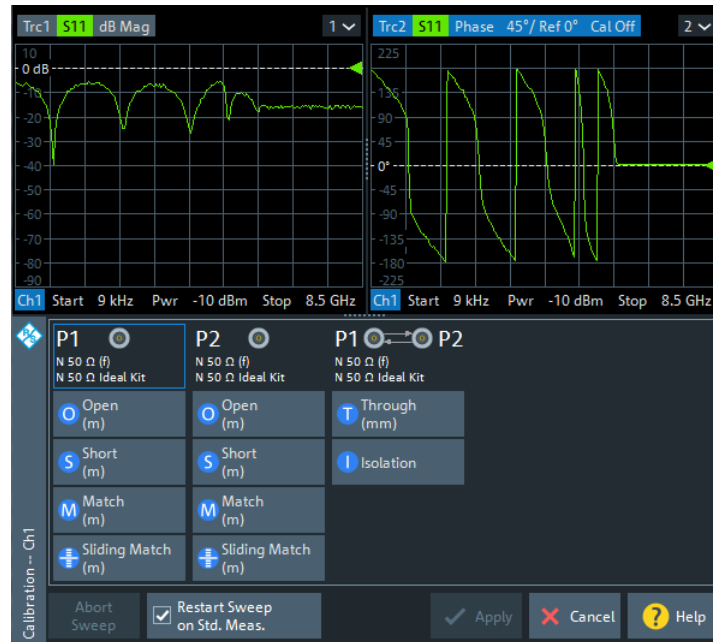 Trc1 S11 dB Mag 1
Trc2 S11 Phase 45°/ Ref 0° Cal Off 2
10
0 dB
-10
-20
-30
-40
-50
-60
-70
-80
-90
225
135
90
45
0°
-45
-90
-135
-180
-225
Ch1 Start 9 kHz Pwr -10 dBm Stop 8.5 GHz
Ch1 Start 9 kHz Pwr -10 dBm Stop 8.5 GHz
Calibration -- Ch1
P1
N 50 Ω (f)
N 50 Ω Ideal Kit
O Open
(m)
S Short
(m)
M Match
(m)
Sliding Match
(m)
P2
N 50 Ω (f)
N 50 Ω Ideal Kit
O Open
(m)
S Short
(m)
M Match
(m)
Sliding Match
(m)
P1 P2
N 50 Ω (f)
N 50 Ω Ideal Kit
T Through
(mm)
I Isolation
Abort
Sweep
Restart Sweep
on Std. Meas.
Apply
Cancel
? Help